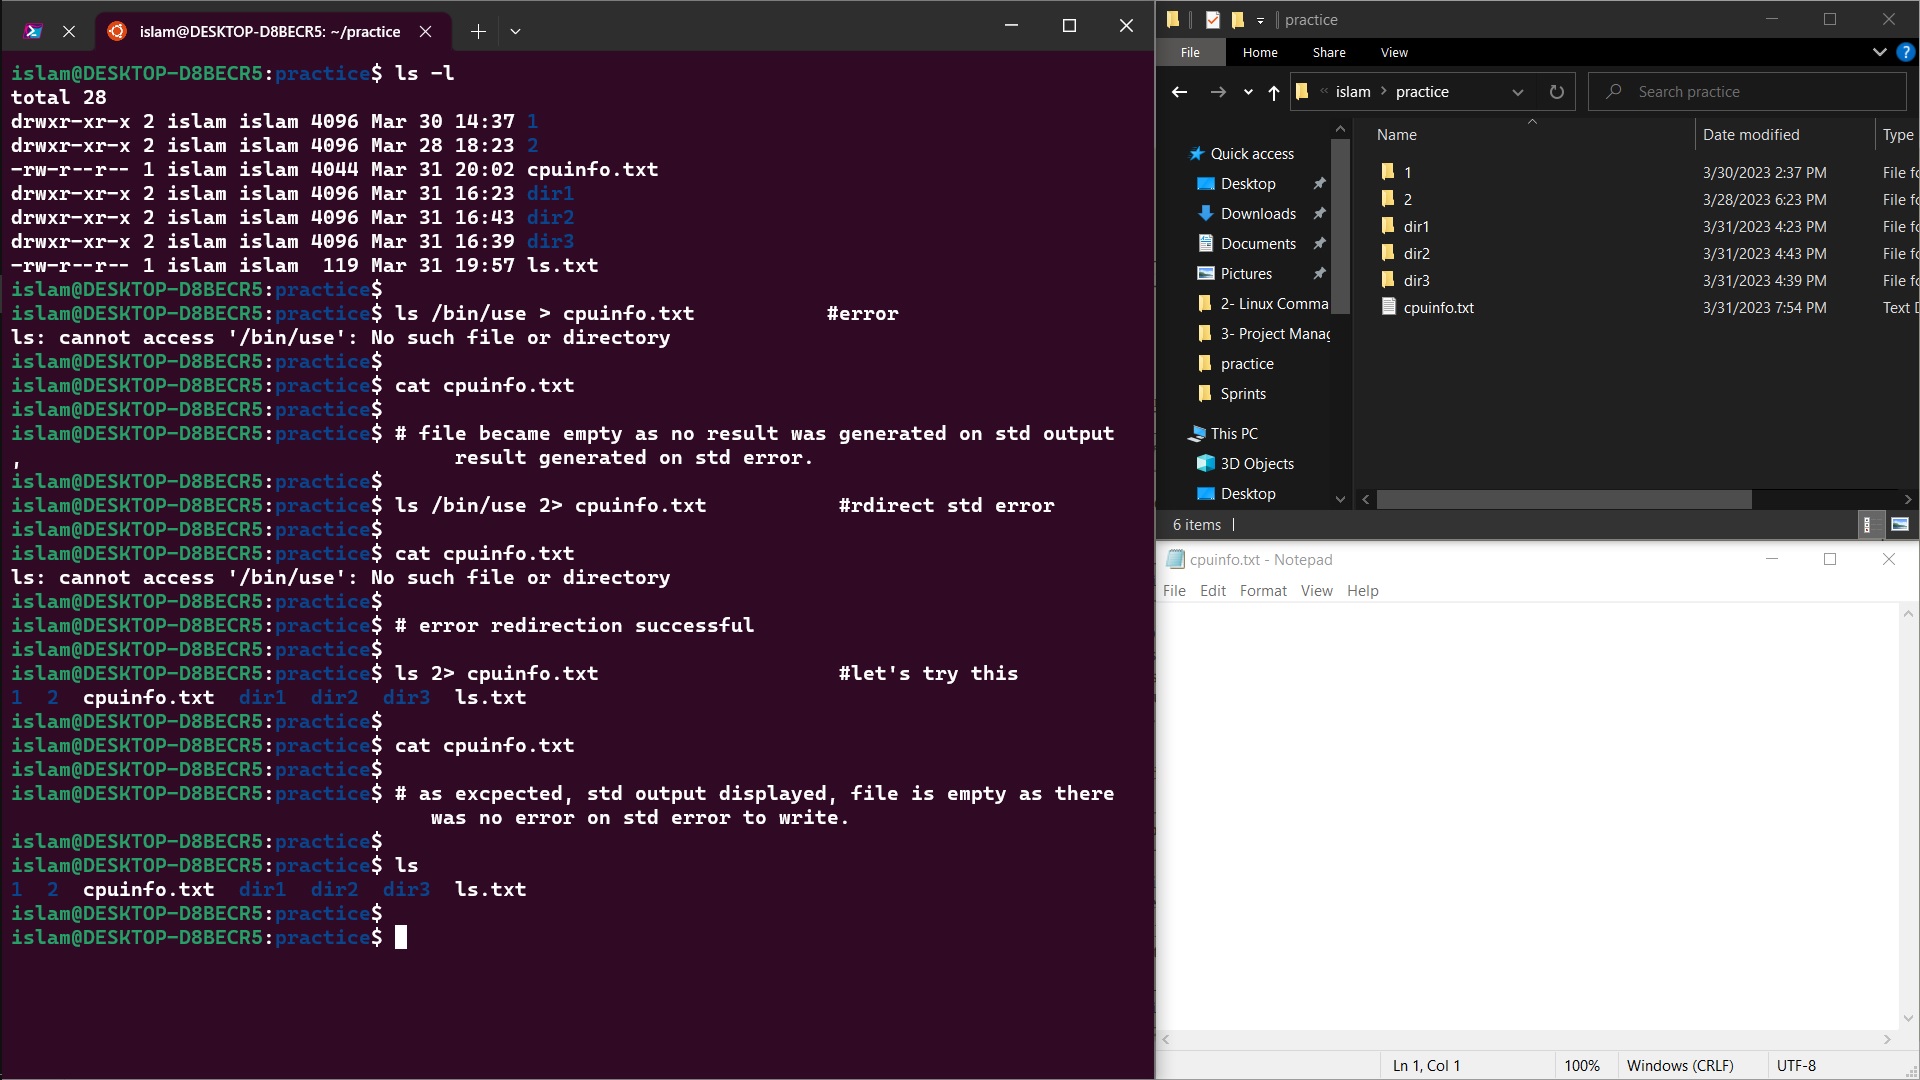 islam@DESKTOP-D8BECR5: ~/practice
islam@DESKTOP-D8BECR5:practice$ ls -l
total 28
drwxr-xr-x 2 islam islam 4096 Mar 30 14:37 1
drwxr-xr-x 2 islam islam 4096 Mar 28 18:23 2
-rw-r--r-- 1 islam islam 4044 Mar 31 20:02 cpuinfo.txt
drwxr-xr-x 2 islam islam 4096 Mar 31 16:23 dir1
drwxr-xr-x 2 islam islam 4096 Mar 31 16:43 dir2
drwxr-xr-x 2 islam islam 4096 Mar 31 16:39 dir3
-rw-r--r-- 1 islam islam  119 Mar 31 19:57 ls.txt
islam@DESKTOP-D8BECR5:practice$
islam@DESKTOP-D8BECR5:practice$ ls /bin/use > cpuinfo.txt           #error
ls: cannot access '/bin/use': No such file or directory
islam@DESKTOP-D8BECR5:practice$
islam@DESKTOP-D8BECR5:practice$ cat cpuinfo.txt
islam@DESKTOP-D8BECR5:practice$
islam@DESKTOP-D8BECR5:practice$ # file became empty as no result was generated on std output
,                                    result generated on std error.
islam@DESKTOP-D8BECR5:practice$
islam@DESKTOP-D8BECR5:practice$ ls /bin/use 2> cpuinfo.txt           #rdirect std error
islam@DESKTOP-D8BECR5:practice$
islam@DESKTOP-D8BECR5:practice$ cat cpuinfo.txt
ls: cannot access '/bin/use': No such file or directory
islam@DESKTOP-D8BECR5:practice$
islam@DESKTOP-D8BECR5:practice$ # error redirection successful
islam@DESKTOP-D8BECR5:practice$
islam@DESKTOP-D8BECR5:practice$ ls 2> cpuinfo.txt                    #let's try this
1  2  cpuinfo.txt  dir1  dir2  dir3  ls.txt
islam@DESKTOP-D8BECR5:practice$
islam@DESKTOP-D8BECR5:practice$ cat cpuinfo.txt
islam@DESKTOP-D8BECR5:practice$
islam@DESKTOP-D8BECR5:practice$ # as excpected, std output displayed, file is empty as there
                                   was no error on std error to write.
islam@DESKTOP-D8BECR5:practice$
islam@DESKTOP-D8BECR5:practice$ ls
1  2  cpuinfo.txt  dir1  dir2  dir3  ls.txt
islam@DESKTOP-D8BECR5:practice$
islam@DESKTOP-D8BECR5:practice$
practice
File Home Share View
islam > practice
Search practice
Quick access
Desktop
Downloads
Documents
Pictures
2- Linux Comma
3- Project Manag
practice
Sprints
This PC
3D Objects
Desktop
Name Date modified Type
1 3/30/2023 2:37 PM File fo
2 3/28/2023 6:23 PM File fo
dir1 3/31/2023 4:23 PM File fo
dir2 3/31/2023 4:43 PM File fo
dir3 3/31/2023 4:39 PM File fo
cpuinfo.txt 3/31/2023 7:54 PM Text D
6 items
cpuinfo.txt - Notepad
File Edit Format View Help
Ln 1, Col 1 100% Windows (CRLF) UTF-8